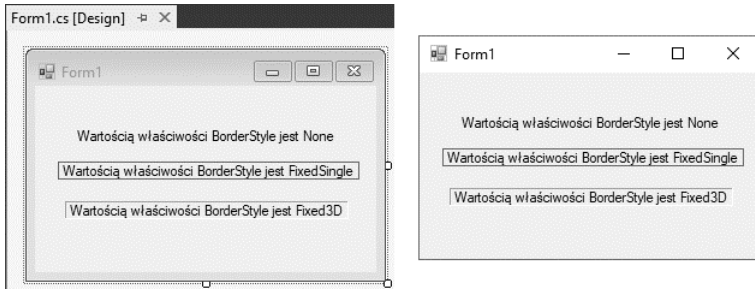 Form1.cs [Design]
Form1
Wartością właściwości BorderStyle jest None
Wartością właściwości BorderStyle jest FixedSingle
Wartością właściwości BorderStyle jest Fixed3D
Form1
Wartością właściwości BorderStyle jest None
Wartością właściwości BorderStyle jest FixedSingle
Wartością właściwości BorderStyle jest Fixed3D